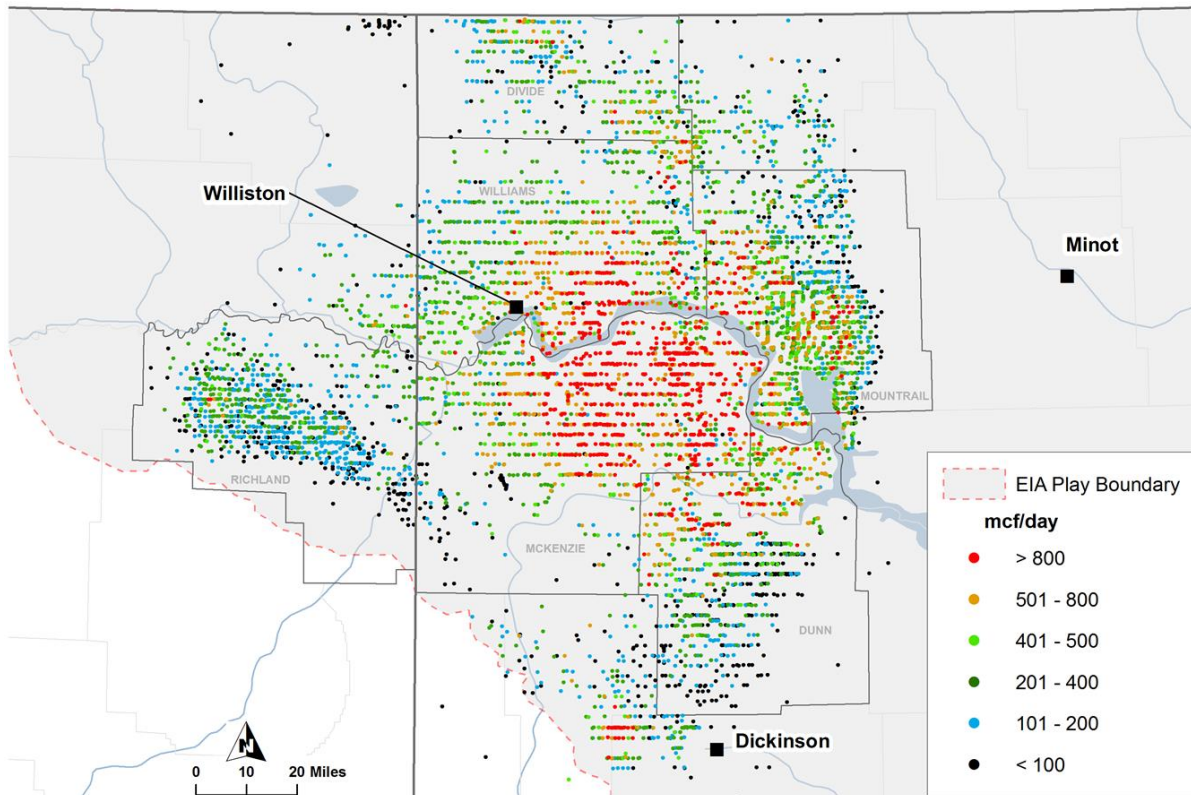 DIVIDE
WILLIAMS
Williston
Minot
MOUNTRAIL
RICHLAND
MCKENZIE
DUNN
Dickinson
N
0 10 20 Miles
EIA Play Boundary
mcf/day
> 800
501 - 800
401 - 500
201 - 400
101 - 200
< 100